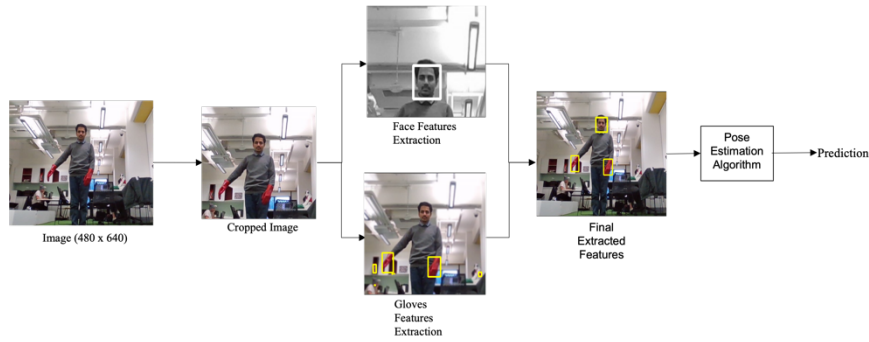 Face Features
Extraction
Image (480 x 640)
Cropped Image
Gloves
Features
Extraction
Final
Extracted
Features
Pose
Estimation
Algorithm
Prediction